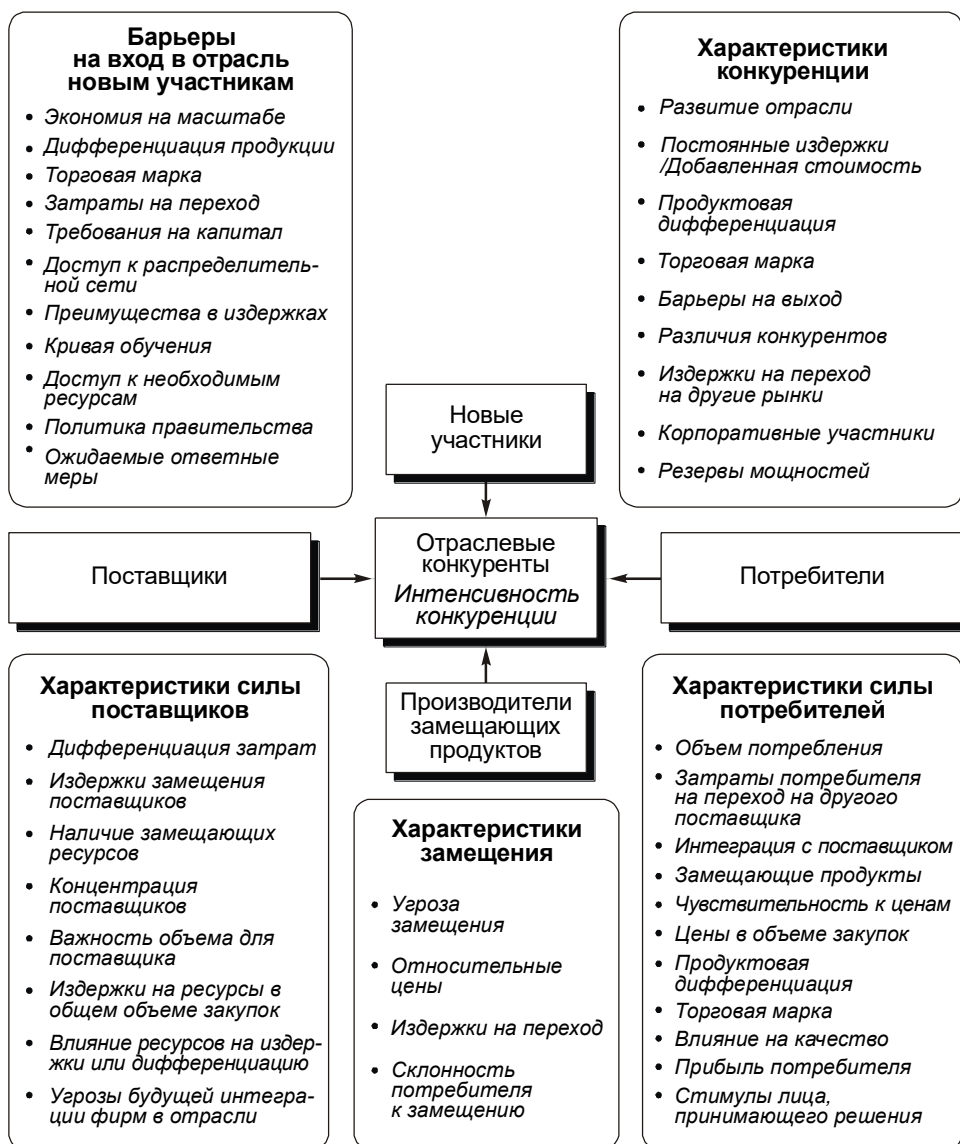 Барьеры
на вход в отрасль
новым участникам
• Экономия на масштабе
• Дифференциация продукции
• Торговая марка
• Затраты на переход
• Требования на капитал
• Доступ к распределитель-
ной сети
• Преимущества в издержках
• Кривая обучения
• Доступ к необходимым
ресурсам
• Политика правительства
• Ожидаемые ответные
меры
Характеристики
конкуренции
• Развитие отрасли
• Постоянные издержки
/Добавленная стоимость
• Продуктовая
дифференциация
• Торговая марка
• Барьеры на выход
• Различия конкурентов
• Издержки на переход
на другие рынки
• Корпоративные участники
• Резервы мощностей
Новые
участники
Поставщики
Отраслевые
конкуренты
Интенсивность
конкуренции
Потребители
Производители
замещающих
продуктов
Характеристики силы
поставщиков
• Дифференциация затрат
• Издержки замещения
поставщиков
• Наличие замещающих
ресурсов
• Концентрация
поставщиков
• Важность объема для
поставщика
• Издержки на ресурсы в
общем объеме закупок
• Влияние ресурсов на издер-
жки или дифференциацию
• Угрозы будущей интегра-
ции фирм в отрасли
Характеристики
замещения
• Угроза
замещения
• Относительные
цены
• Издержки на переход
• Склонность
потребителя
к замещению
Характеристики силы
потребителей
• Объем потребления
• Затраты потребителя
на переход на другого
поставщика
• Интеграция с поставщиком
• Замещающие продукты
• Чувствительность к ценам
• Цены в объеме закупок
• Продуктовая
дифференциация
• Торговая марка
• Влияние на качество
• Прибыль потребителя
• Стимулы лица,
принимающего решения